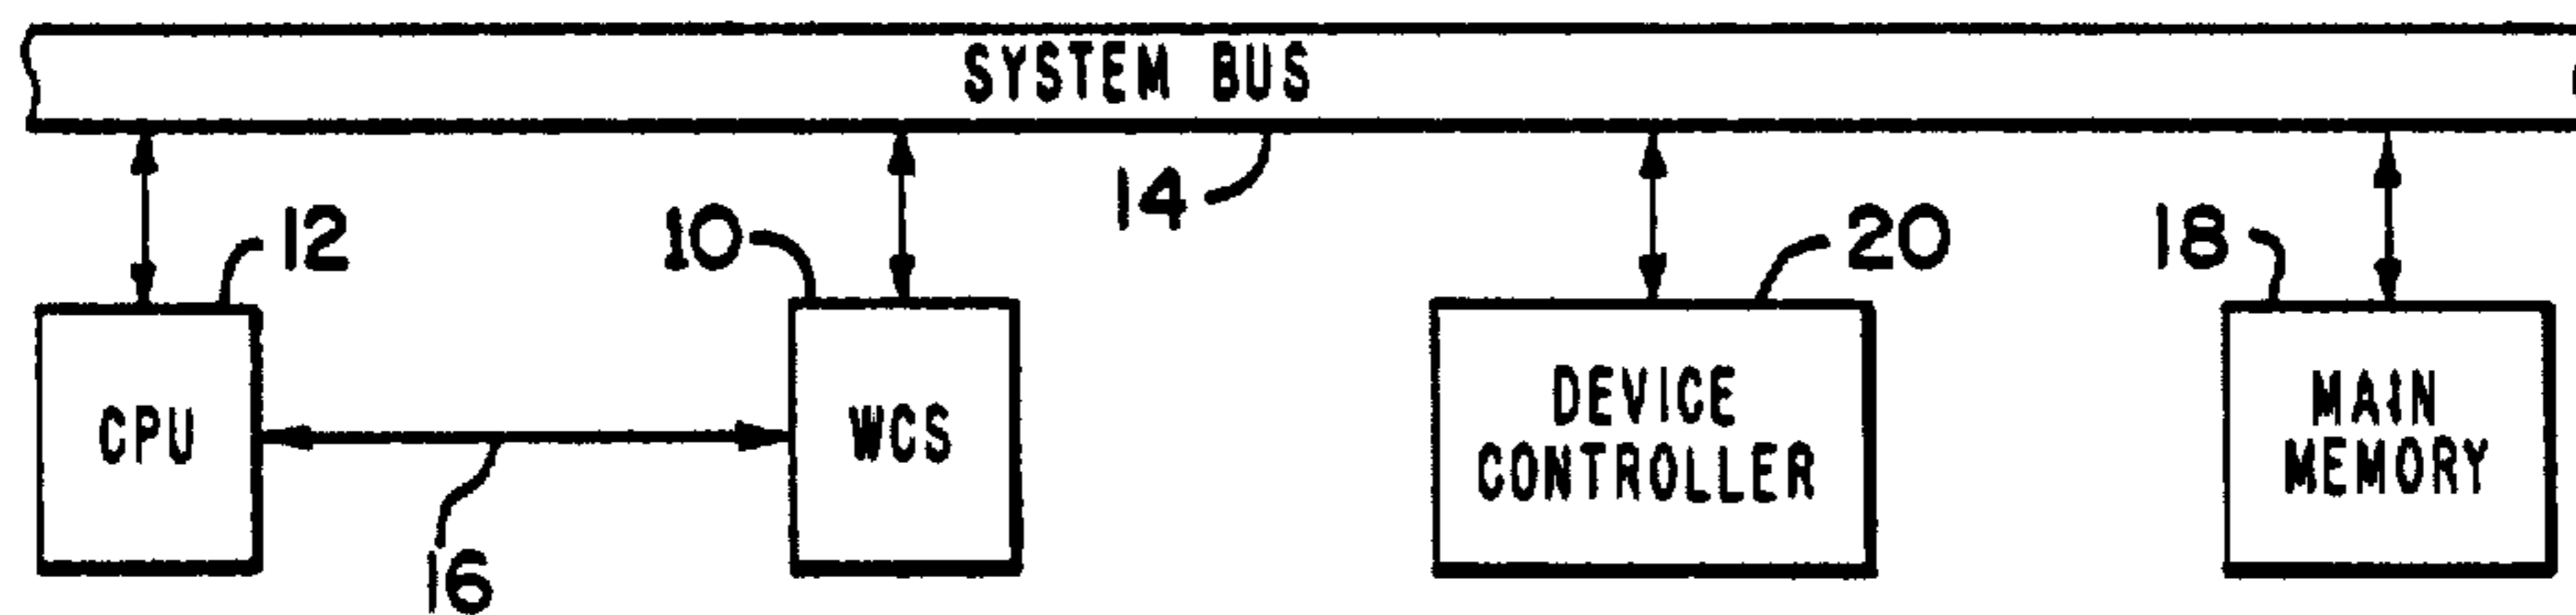 SYSTEM BUS
14
12
10
20
18
CPU
WCS
DEVICE
CONTROLLER
MAIN
MEMORY
16